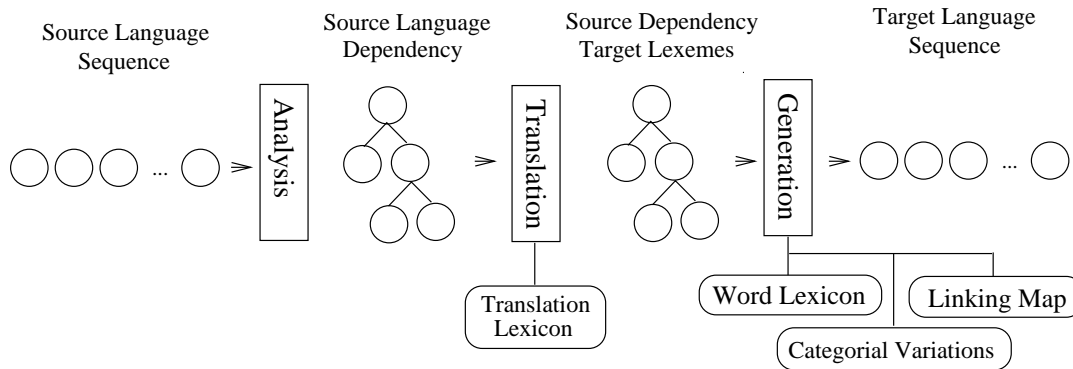 Source Language
Sequence
Source Language
Dependency
Source Dependency
Target Lexemes
Target Language
Sequence
Analysis
Translation
Generation
...
...
Translation
Lexicon
Word Lexicon
Linking Map
Categorial Variations